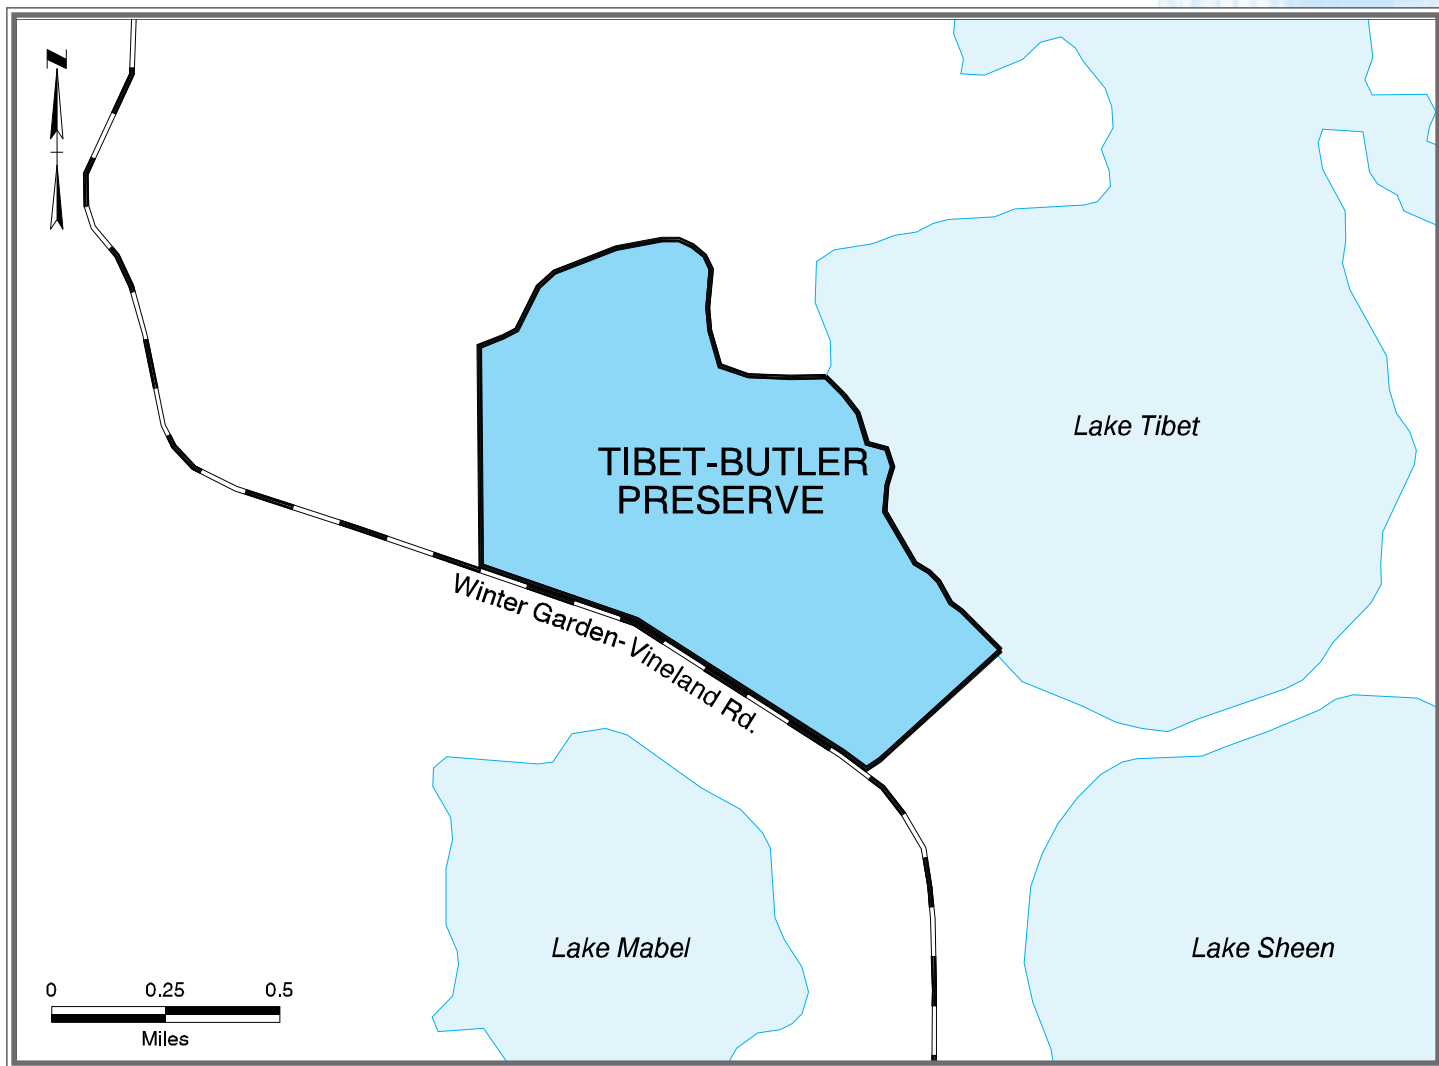 N
Lake Tibet
TIBET-BUTLER
PRESERVE
Winter Garden-Vineland Rd.
Lake Mabel
Lake Sheen
0 0.25 0.5
Miles